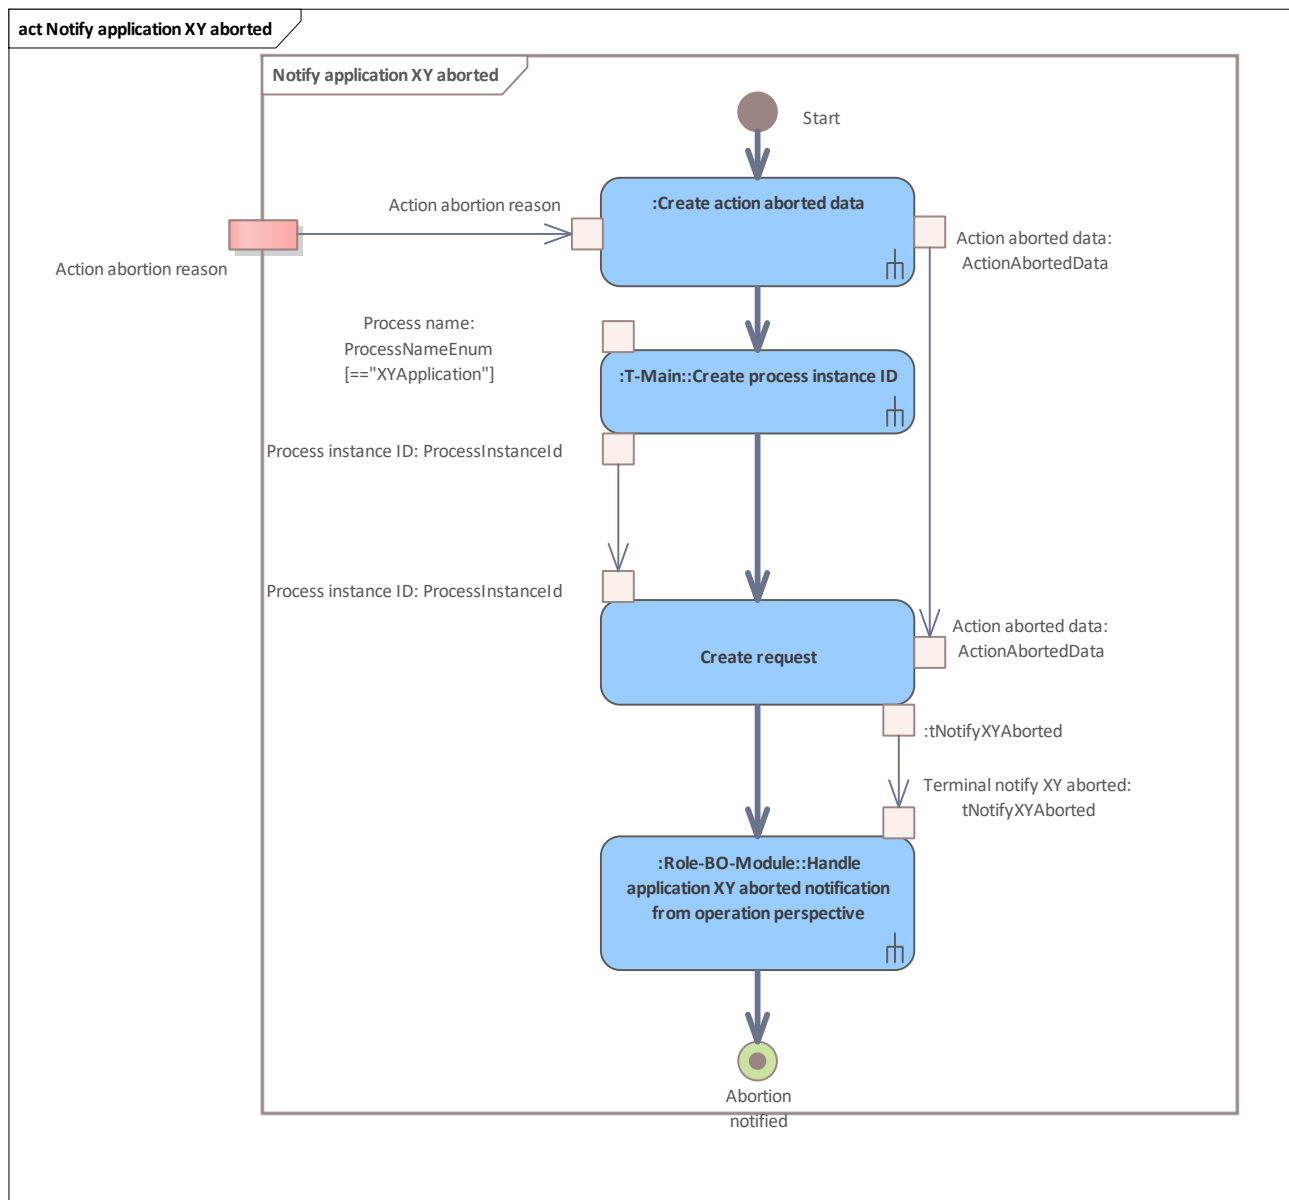 act Notify application XY aborted
Notify application XY aborted
Start
Action abortion reason
:Create action aborted data
Action aborted data:
ActionAbortedData
Action abortion reason
Process name:
ProcessNameEnum
[=="XYApplication"]
:T-Main::Create process instance ID
Process instance ID: ProcessInstanceId
Process instance ID: ProcessInstanceId
Create request
Action aborted data:
ActionAbortedData
:tNotifyXYAborted
Terminal notify XY aborted:
tNotifyXYAborted
:Role-BO-Module::Handle
application XY aborted notification
from operation perspective
Abortion
notified